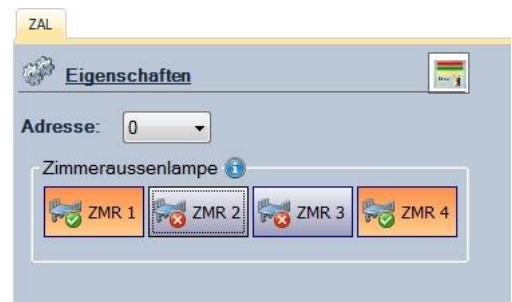 ZAL
Eigenschaften
Adresse: 0
Zimmeraussenlampe
ZMR 1 ZMR 2 ZMR 3 ZMR 4